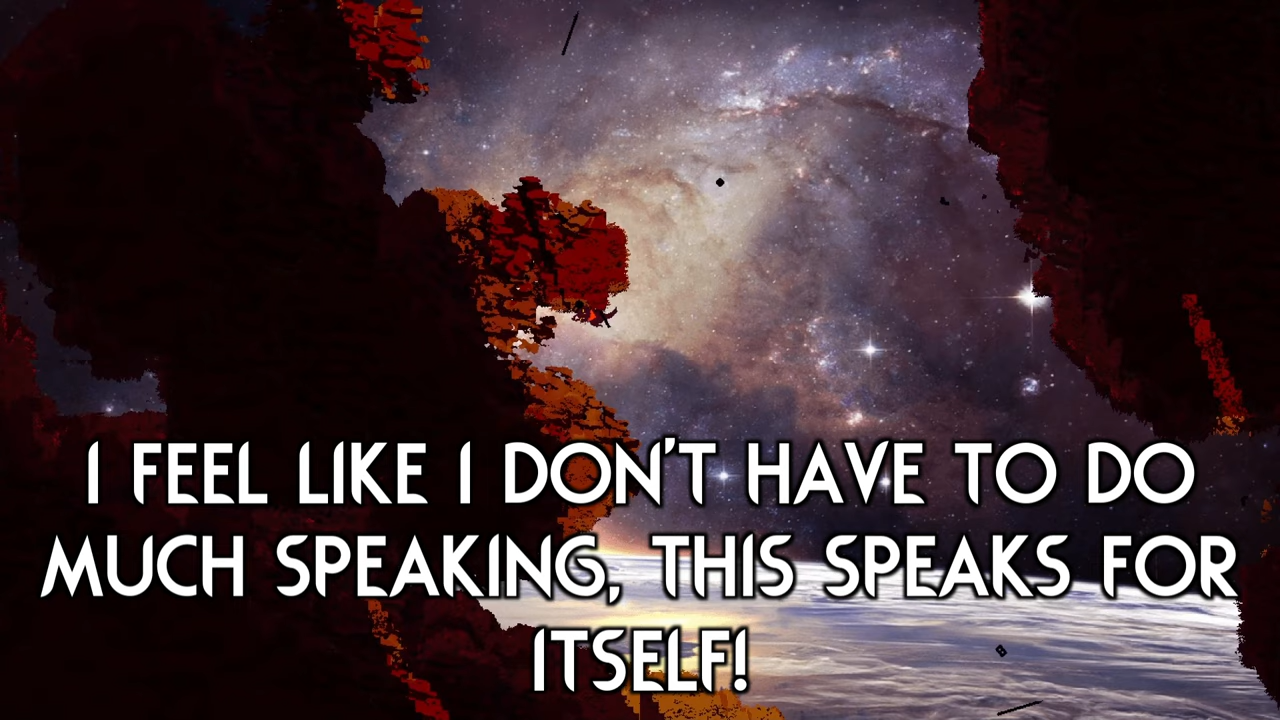 I FEEL LIKE I DON'T HAVE TO DO
MUCH SPEAKING, THIS SPEAKS FOR
ITSELF!